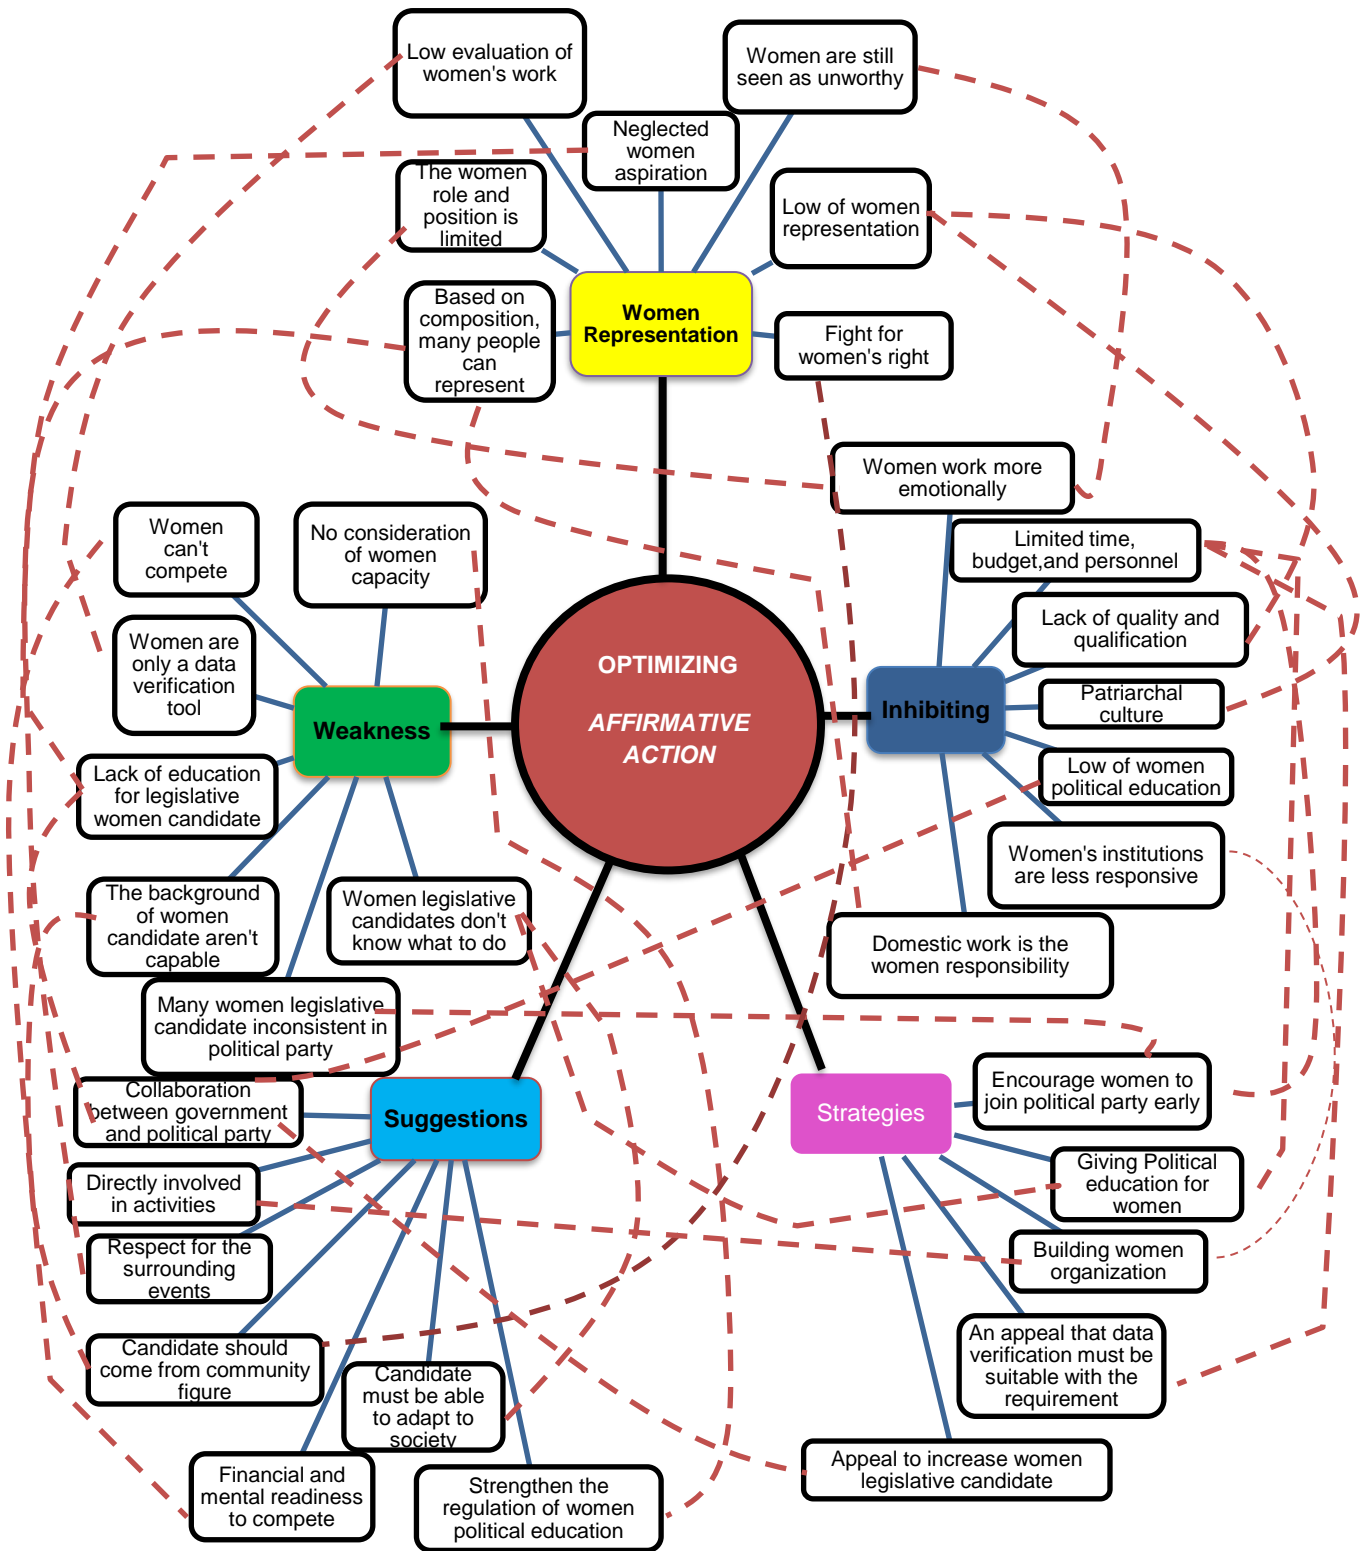 Low evaluation of
women's work
Women are still
seen as unworthy
Neglected
women
aspiration
The women
role and
position is
limited
Low of women
representation
Based on
composition,
many people
can
represent
Women
Representation
Fight for
women's right
Women work more
emotionally
Women
can't
compete
No consideration
of women
capacity
Limited time,
budget,and personnel
Lack of quality and
qualification
Women are
only a data
verification
tool
OPTIMIZING
AFFIRMATIVE
ACTION
Weakness
Inhibiting
Patriarchal
culture
Low of women
political education
Lack of education
for legislative
women candidate
Women's institutions
are less responsive
The background
of women
candidate aren't
capable
Women legislative
candidates don't
know what to do
Domestic work is the
women responsibility
Many women legislative
candidate inconsistent in
political party
Collaboration
between government
and political party
Suggestions
Strategies
Encourage women to
join political party early
Directly involved
in activities
Giving Political
education for
women
Respect for the
surrounding
events
Building women
organization
Candidate should
come from community
figure
Candidate
must be able
to adapt to
society
An appeal that data
verification must be
suitable with the
requirement
Financial and
mental readiness
to compete
Strengthen the
regulation of women
political education
Appeal to increase women
legislative candidate